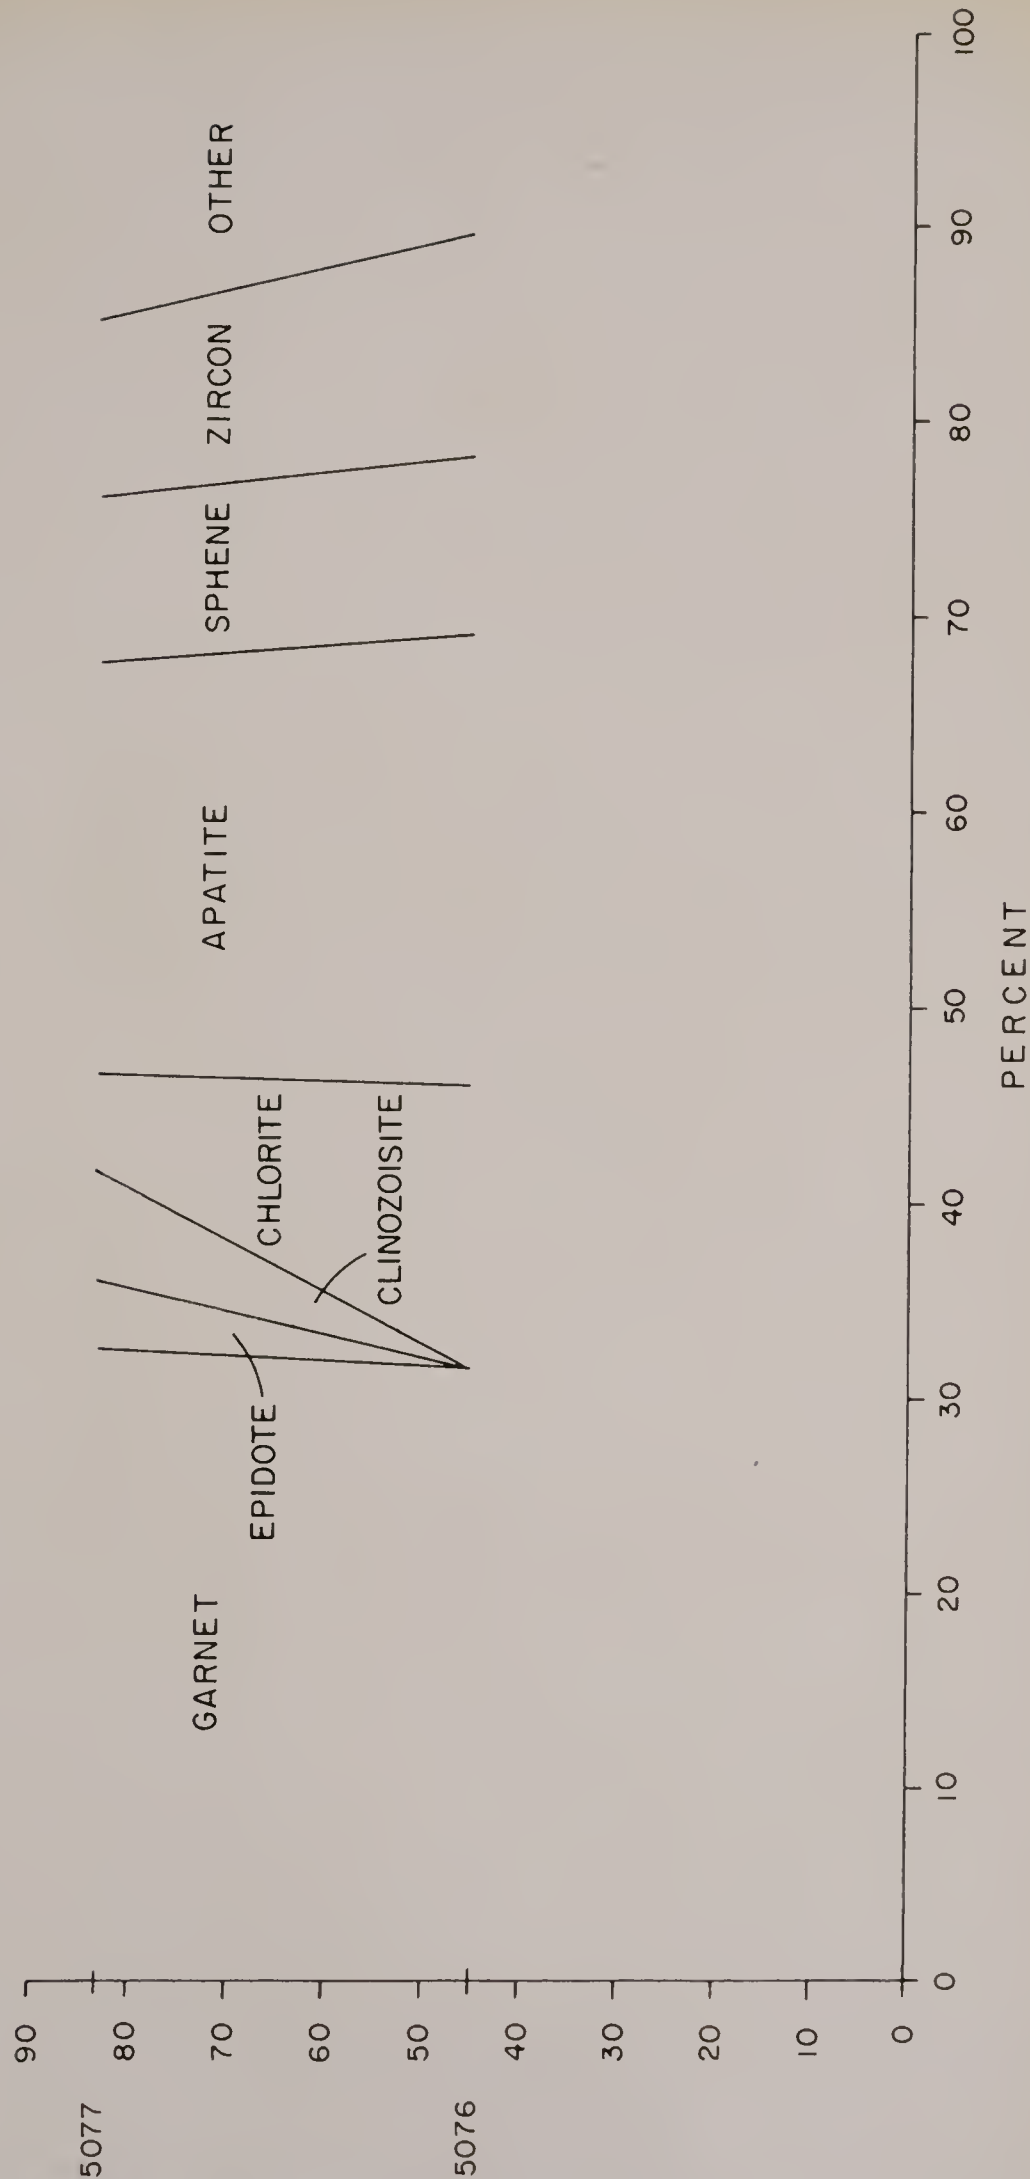 5077
5076
90
80
70
60
50
40
30
20
10
0
GARNET
EPIDOTE
CLINOZOISITE
CHLORITE
APATITE
SPHENE
ZIRCON
OTHER
0 10 20 30 40 50 60 70 80 90 100
PERCENT